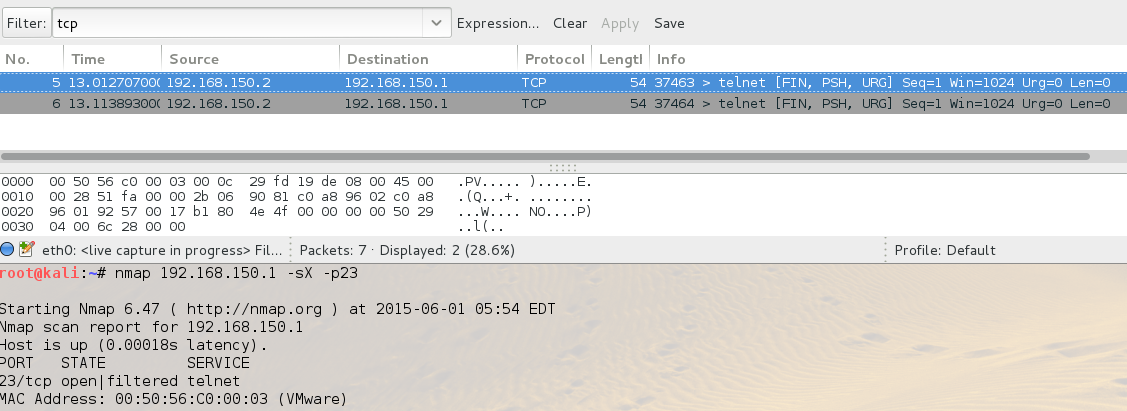 Filter: tcp Expression... Clear Apply Save
No. Time Source Destination Protocol Lengtl Info
5 13.012707000 192.168.150.2 192.168.150.1 TCP 54 37463 > telnet [FIN, PSH, URG] Seq=1 Win=1024 Urg=0 Len=0
6 13.113893000 192.168.150.2 192.168.150.1 TCP 54 37464 > telnet [FIN, PSH, URG] Seq=1 Win=1024 Urg=0 Len=0
0000 00 50 56 c0 00 03 00 0c 29 fd 19 de 08 00 45 00 .PV..... ).....E.
0010 00 28 51 fa 00 00 2b 06 90 81 c0 a8 96 02 c0 a8 .(Q...+. ........
0020 96 01 92 57 00 17 b1 80 4e 4f 00 00 00 00 50 29 ...W.... NO....P)
0030 04 00 6c 28 00 00 ..l(..
eth0: <live capture in progress> Fil... Packets: 7 · Displayed: 2 (28.6%) Profile: Default
root@kali:~# nmap 192.168.150.1 -sX -p23
Starting Nmap 6.47 ( http://nmap.org ) at 2015-06-01 05:54 EDT
Nmap scan report for 192.168.150.1
Host is up (0.00018s latency).
PORT STATE SERVICE
23/tcp open|filtered telnet
MAC Address: 00:50:56:C0:00:03 (VMware)